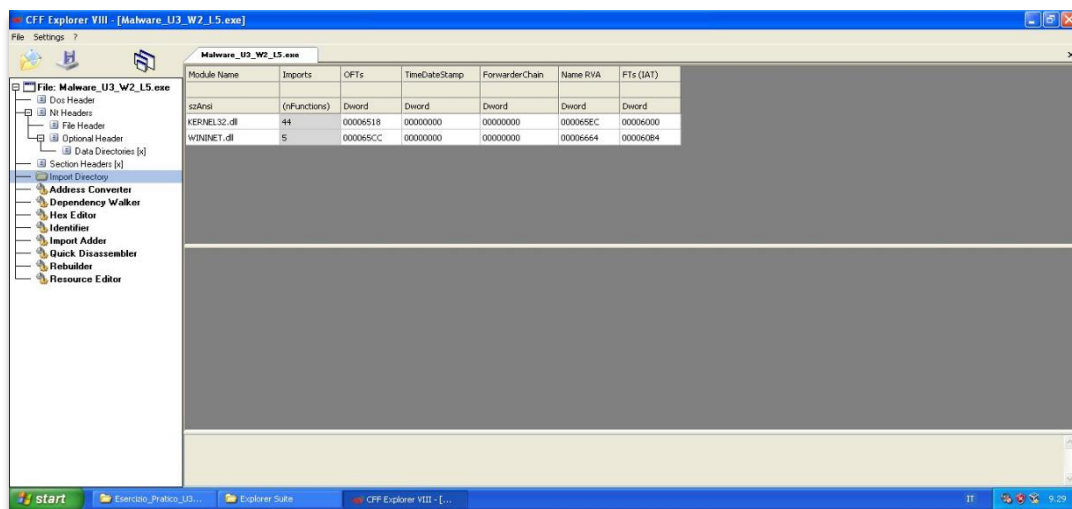 CFF Explorer VIII - [Malware_U3_W2_L5.exe]
File Settings ?
Malware_U3_W2_L5.exe
File: Malware_U3_W2_L5.exe
Dos Header
Nt Headers
File Header
Optional Header
Data Directories [x]
Section Headers [x]
Import Directory
Address Converter
Dependency Walker
Hex Editor
Identifier
Import Adder
Quick Disassembler
Rebuilder
Resource Editor
Module Name Imports OFTs TimeDateStamp ForwarderChain Name RVA FTs (IAT)
szAnsi (nFunctions) Dword Dword Dword Dword Dword
KERNEL32.dll 44 00006518 00000000 00000000 000065EC 00006000
WININET.dll 5 000065CC 00000000 00000000 00006664 000060B4
start Esercizio_Pratico_U3... Explorer Suite CFF Explorer VIII - [... IT 9.29